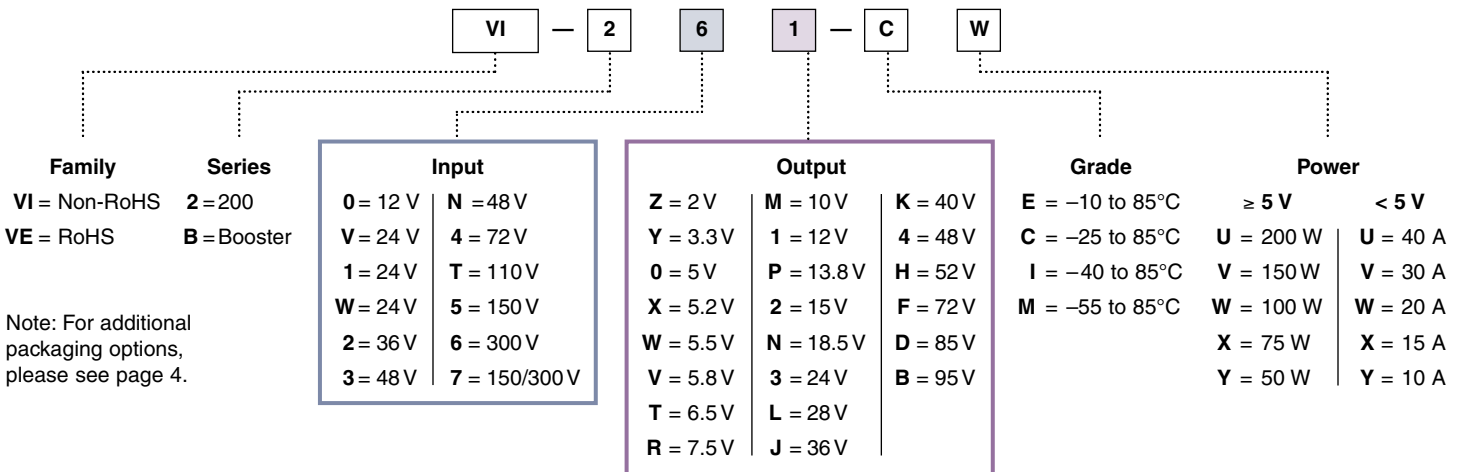 VI — 2 6 1 — C W
Family
VI = Non-RoHS
VE = RoHS
Note: For additional
packaging options,
please see page 4.
Series
2 = 200
B = Booster
Input
0 = 12 V N = 48 V
V = 24 V 4 = 72 V
1 = 24 V T = 110 V
W = 24 V 5 = 150 V
2 = 36 V 6 = 300 V
3 = 48 V 7 = 150/300 V
Output
Z = 2 V M = 10 V K = 40 V
Y = 3.3 V 1 = 12 V 4 = 48 V
0 = 5 V P = 13.8 V H = 52 V
X = 5.2 V 2 = 15 V F = 72 V
W = 5.5 V N = 18.5 V D = 85 V
V = 5.8 V 3 = 24 V B = 95 V
T = 6.5 V L = 28 V
R = 7.5 V J = 36 V
Grade
E = –10 to 85°C
C = –25 to 85°C
I = –40 to 85°C
M = –55 to 85°C
Power
≥ 5 V < 5 V
U = 200 W U = 40 A
V = 150 W V = 30 A
W = 100 W W = 20 A
X = 75 W X = 15 A
Y = 50 W Y = 10 A